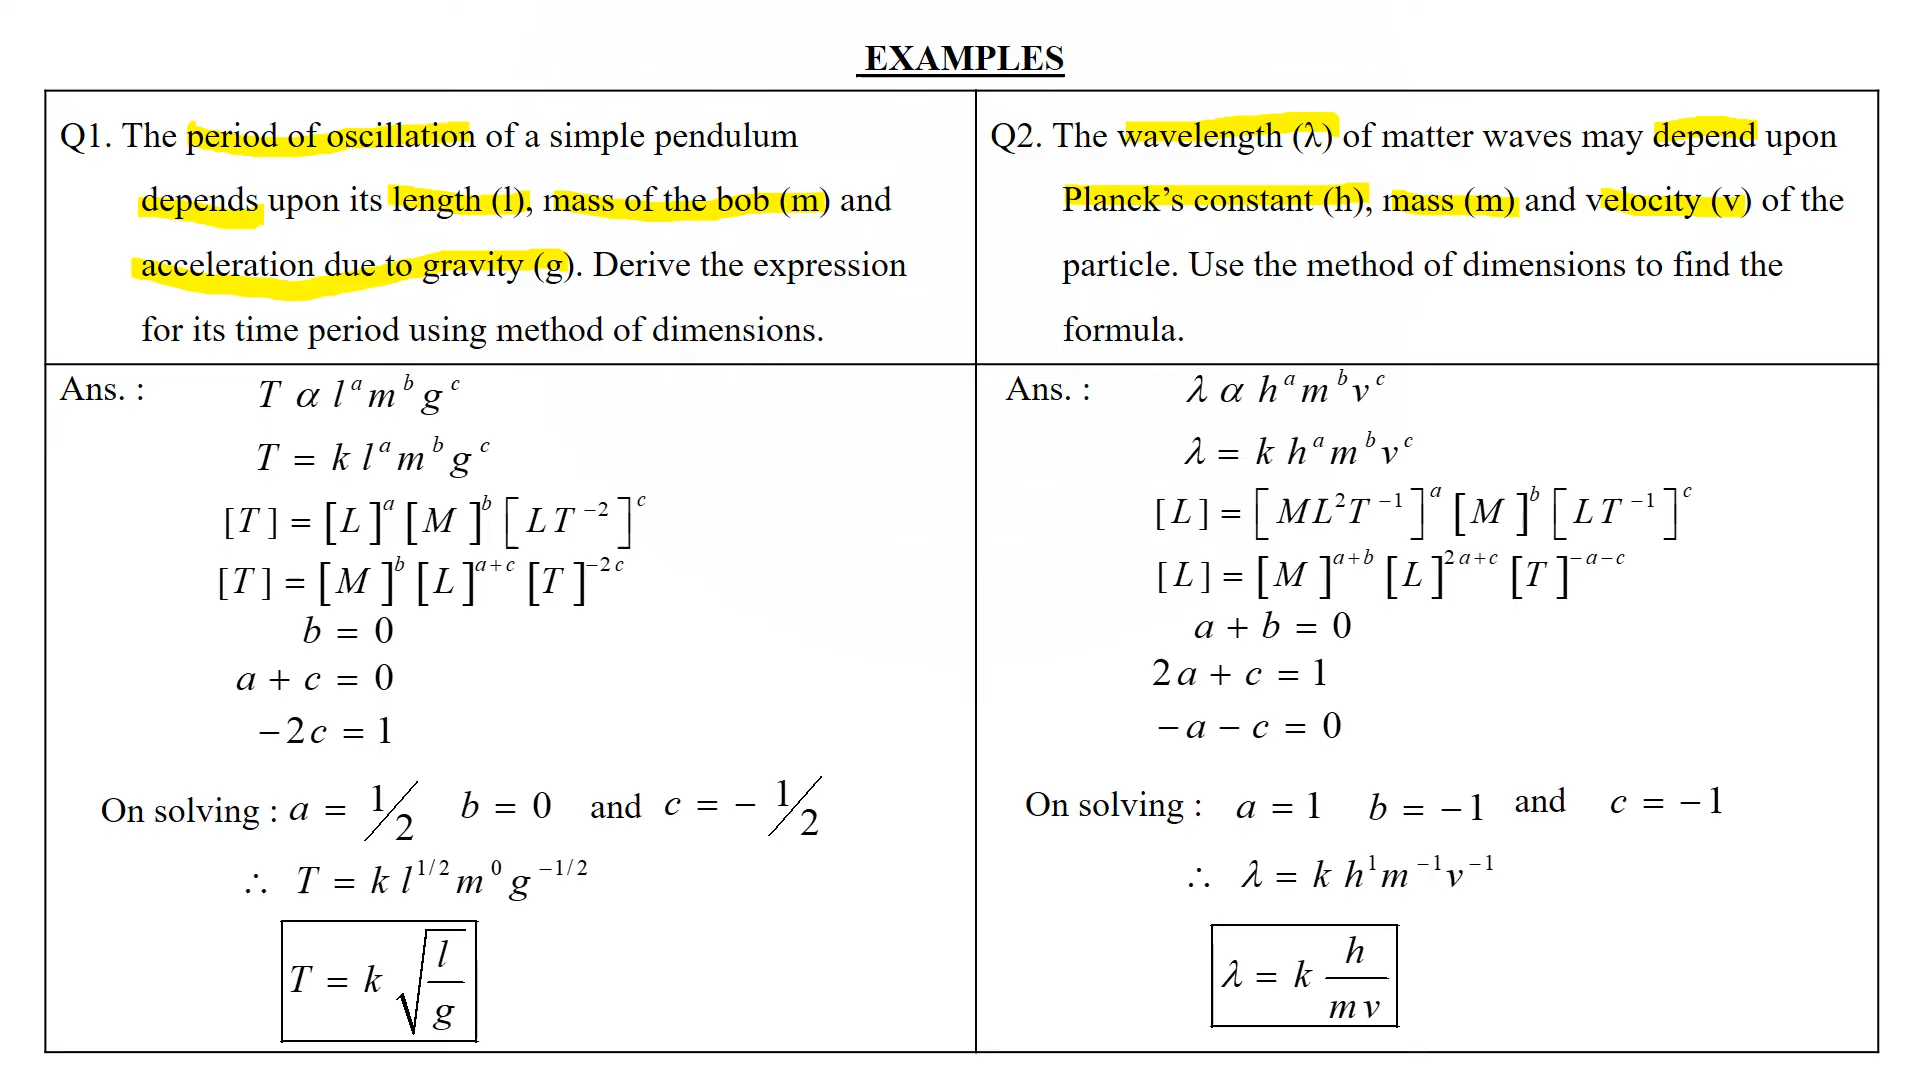 EXAMPLES
Q1. The period of oscillation of a simple pendulum
depends upon its length (l), mass of the bob (m) and
acceleration due to gravity (g). Derive the expression
for its time period using method of dimensions.
Q2. The wavelength (λ) of matter waves may depend upon
Planck’s constant (h), mass (m) and velocity (v) of the
particle. Use the method of dimensions to find the
formula.
Ans. : T α l^a m^b g^c
T = k l^a m^b g^c
[T] = [L]^a [M]^b [LT^−2]^c
[T] = [M]^b [L]^a+c [T]^−2c
b = 0
a + c = 0
−2c = 1
On solving : a = 1/2 b = 0 and c = − 1/2
∴ T = k l^1/2 m^0 g^−1/2
T = k √(l/g)
Ans. : λ α h^a m^b v^c
λ = k h^a m^b v^c
[L] = [ML^2T^−1]^a [M]^b [LT^−1]^c
[L] = [M]^a+b [L]^2a+c [T]^−a−c
a + b = 0
2a + c = 1
−a − c = 0
On solving : a = 1 b = −1 and c = −1
∴ λ = k h^1 m^−1 v^−1
λ = k h/mv